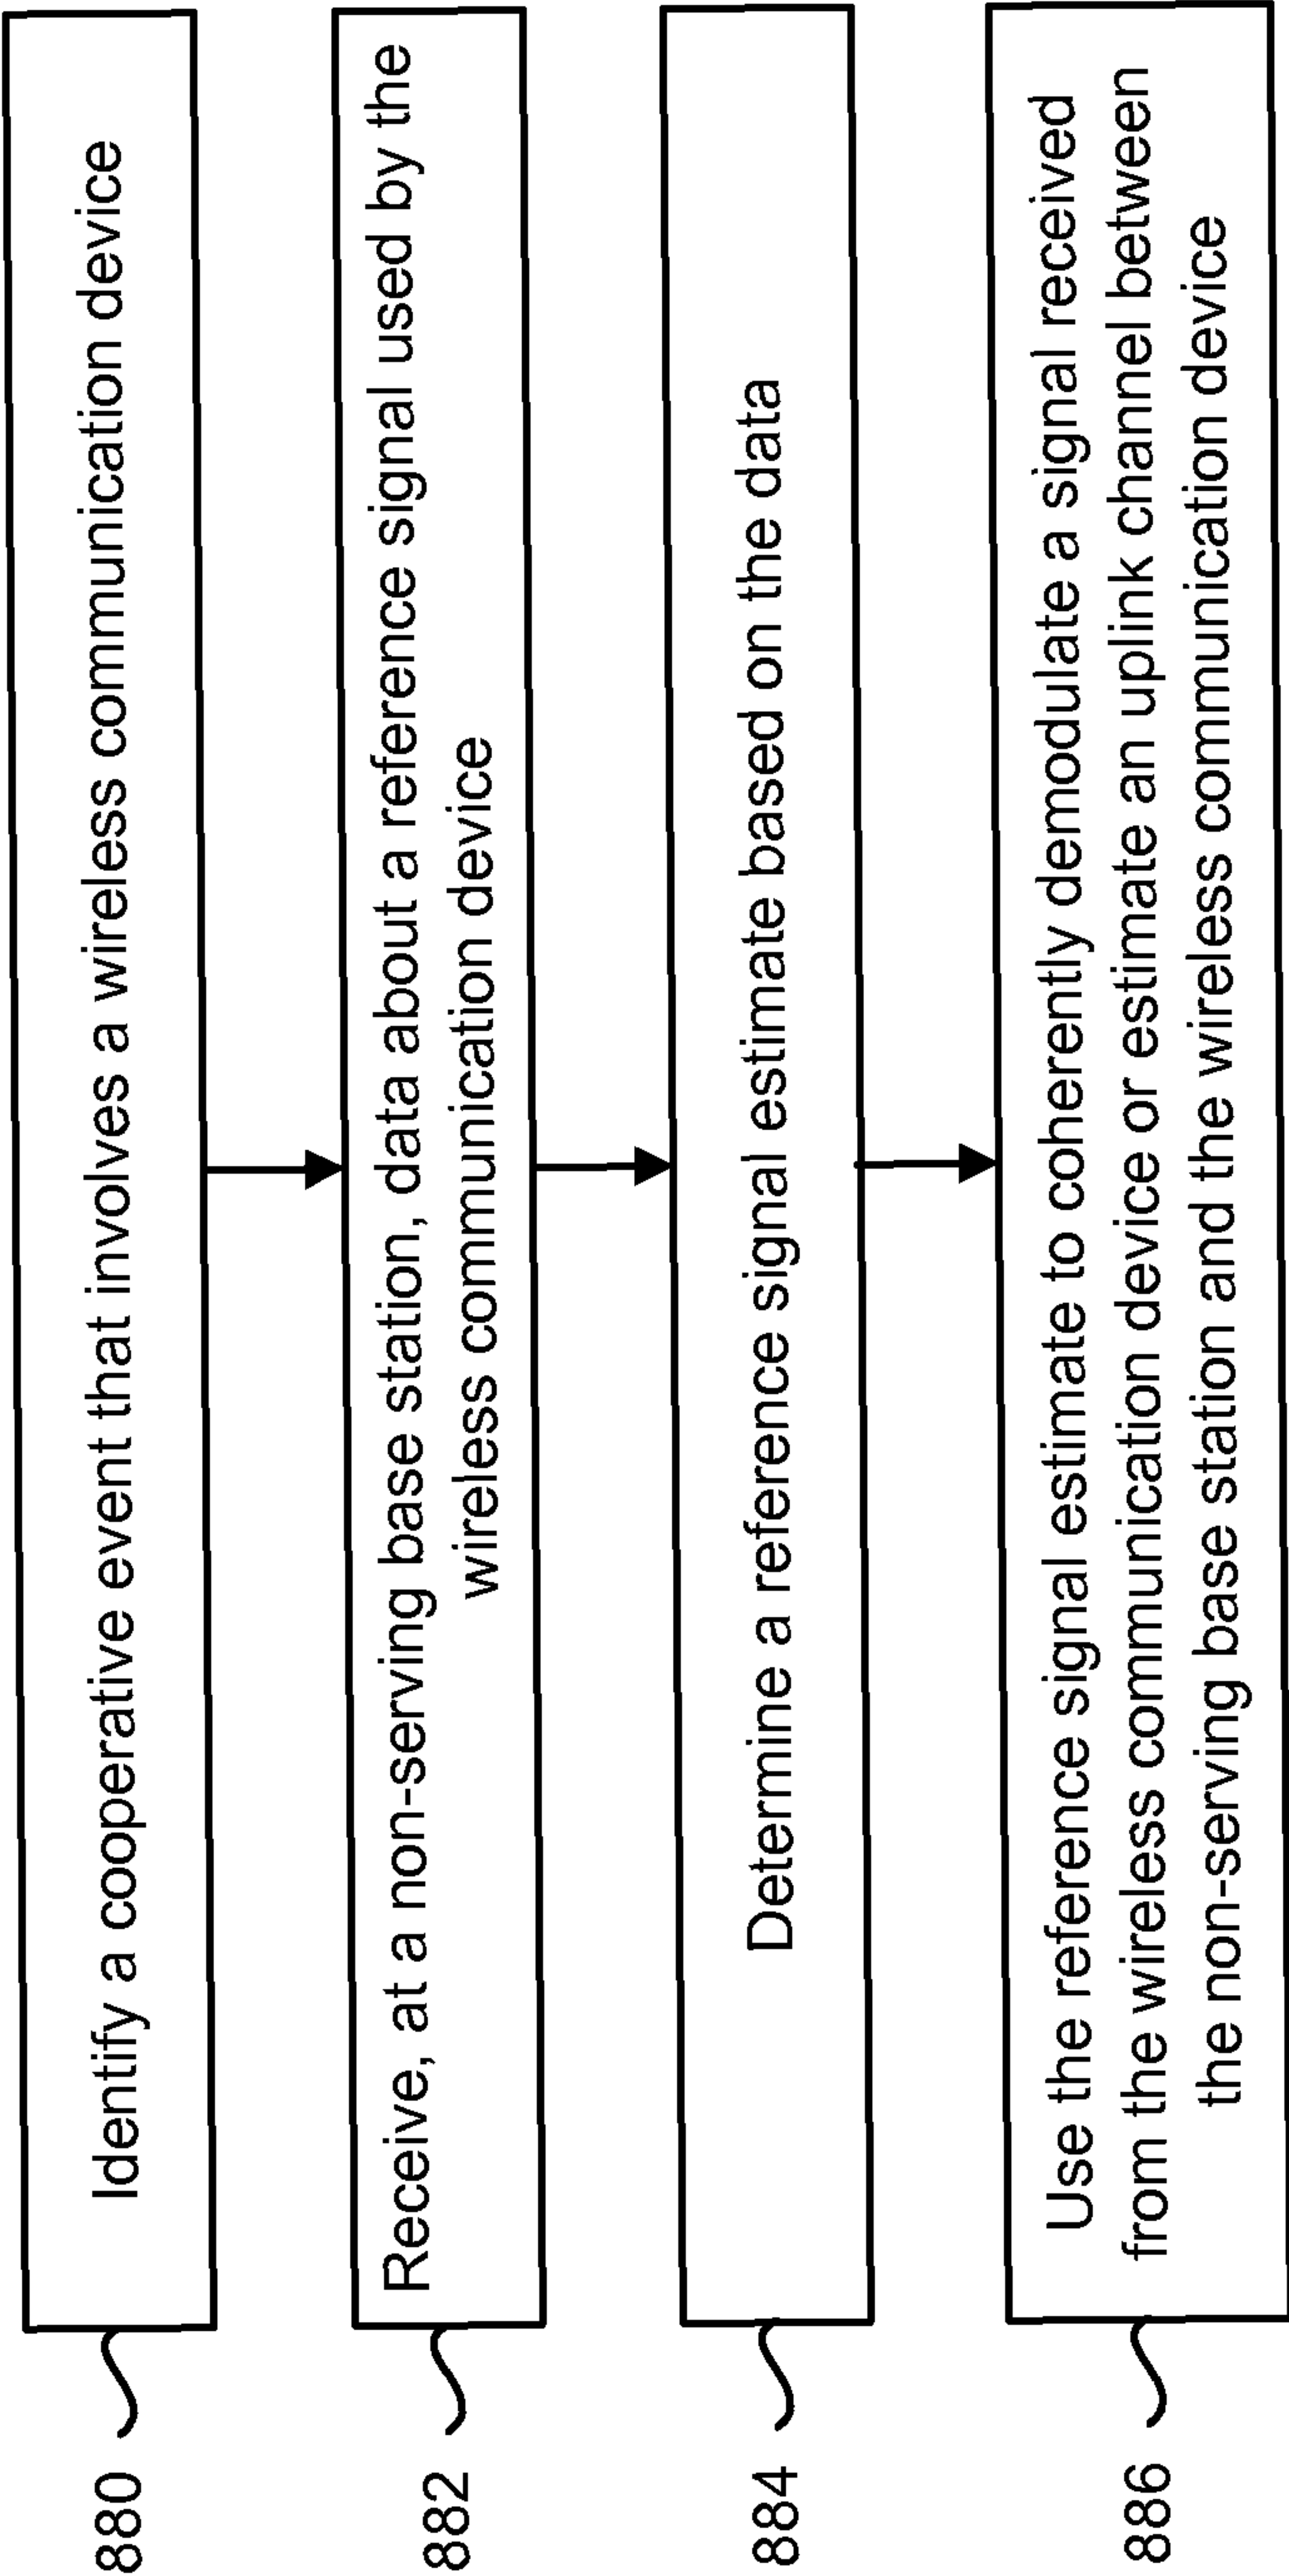 880
Identify a cooperative event that involves a wireless communication device
882
Receive, at a non-serving base station, data about a reference signal used by the
wireless communication device
884
Determine a reference signal estimate based on the data
886
Use the reference signal estimate to coherently demodulate a signal received
from the wireless communication device or estimate an uplink channel between
the non-serving base station and the wireless communication device